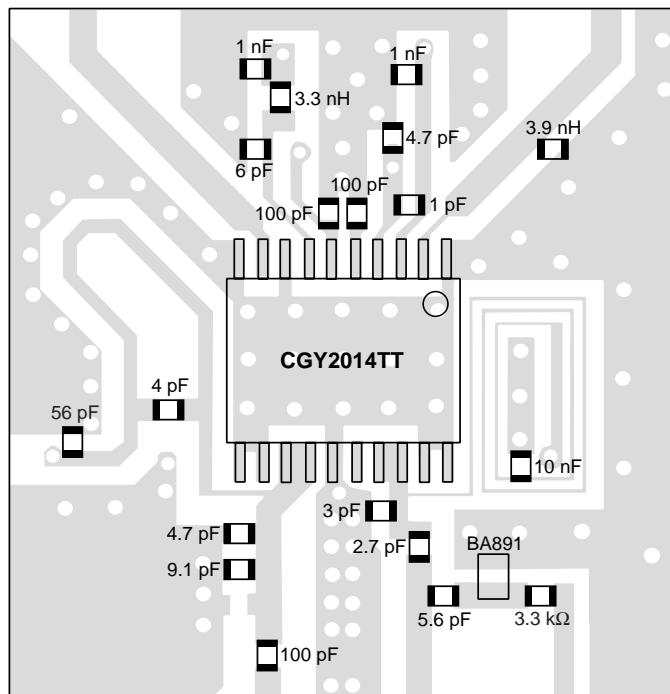 1 nF
1 nF
3.3 nH
4.7 pF
3.9 nH
6 pF
100 pF
100 pF
1 pF
CGY2014TT
4 pF
56 pF
10 nF
3 pF
4.7 pF
2.7 pF
BA891
9.1 pF
5.6 pF
3.3 kΩ
100 pF